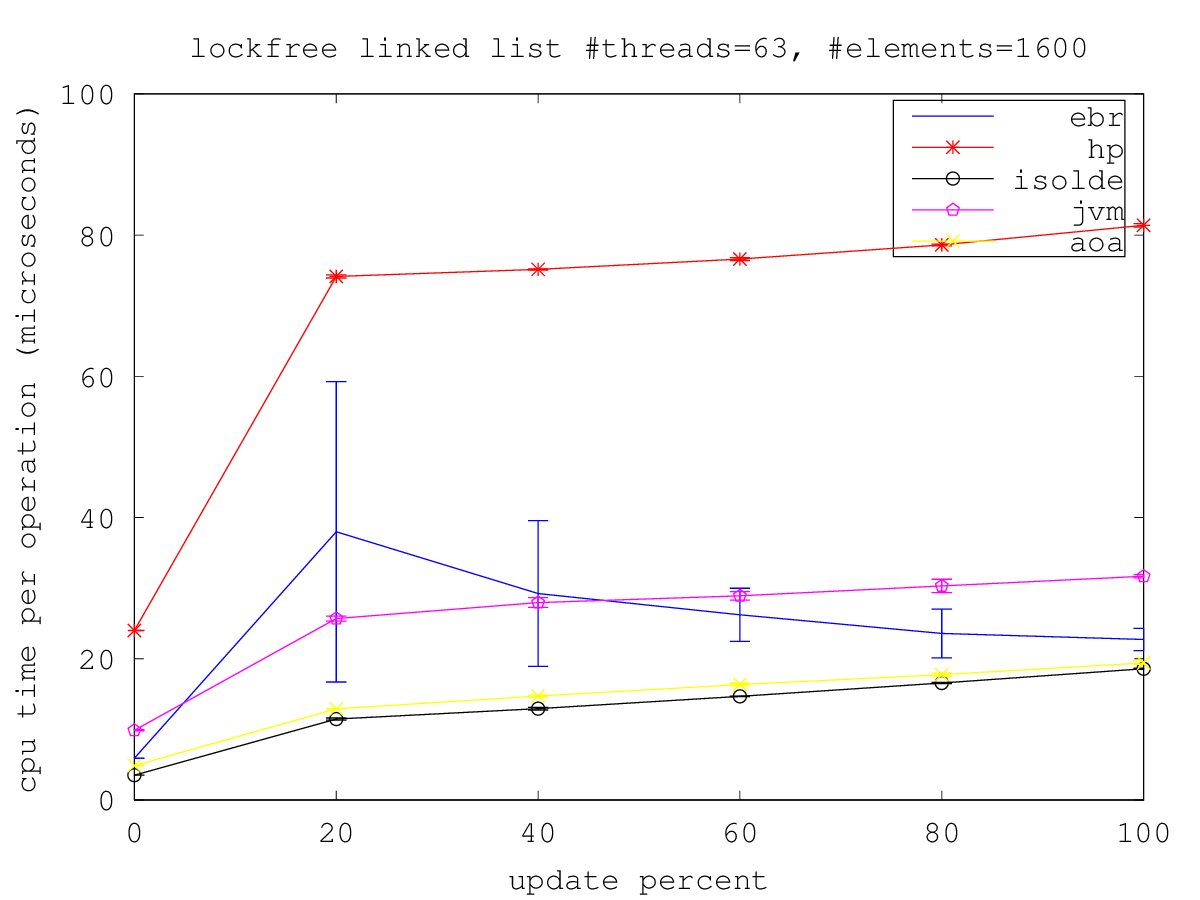 lockfree linked list #threads=63, #elements=1600
cpu time per operation (microseconds)
100
80
60
40
20
0
ebr
hp
isolde
jvm
aoa
0 20 40 60 80 100
update percent